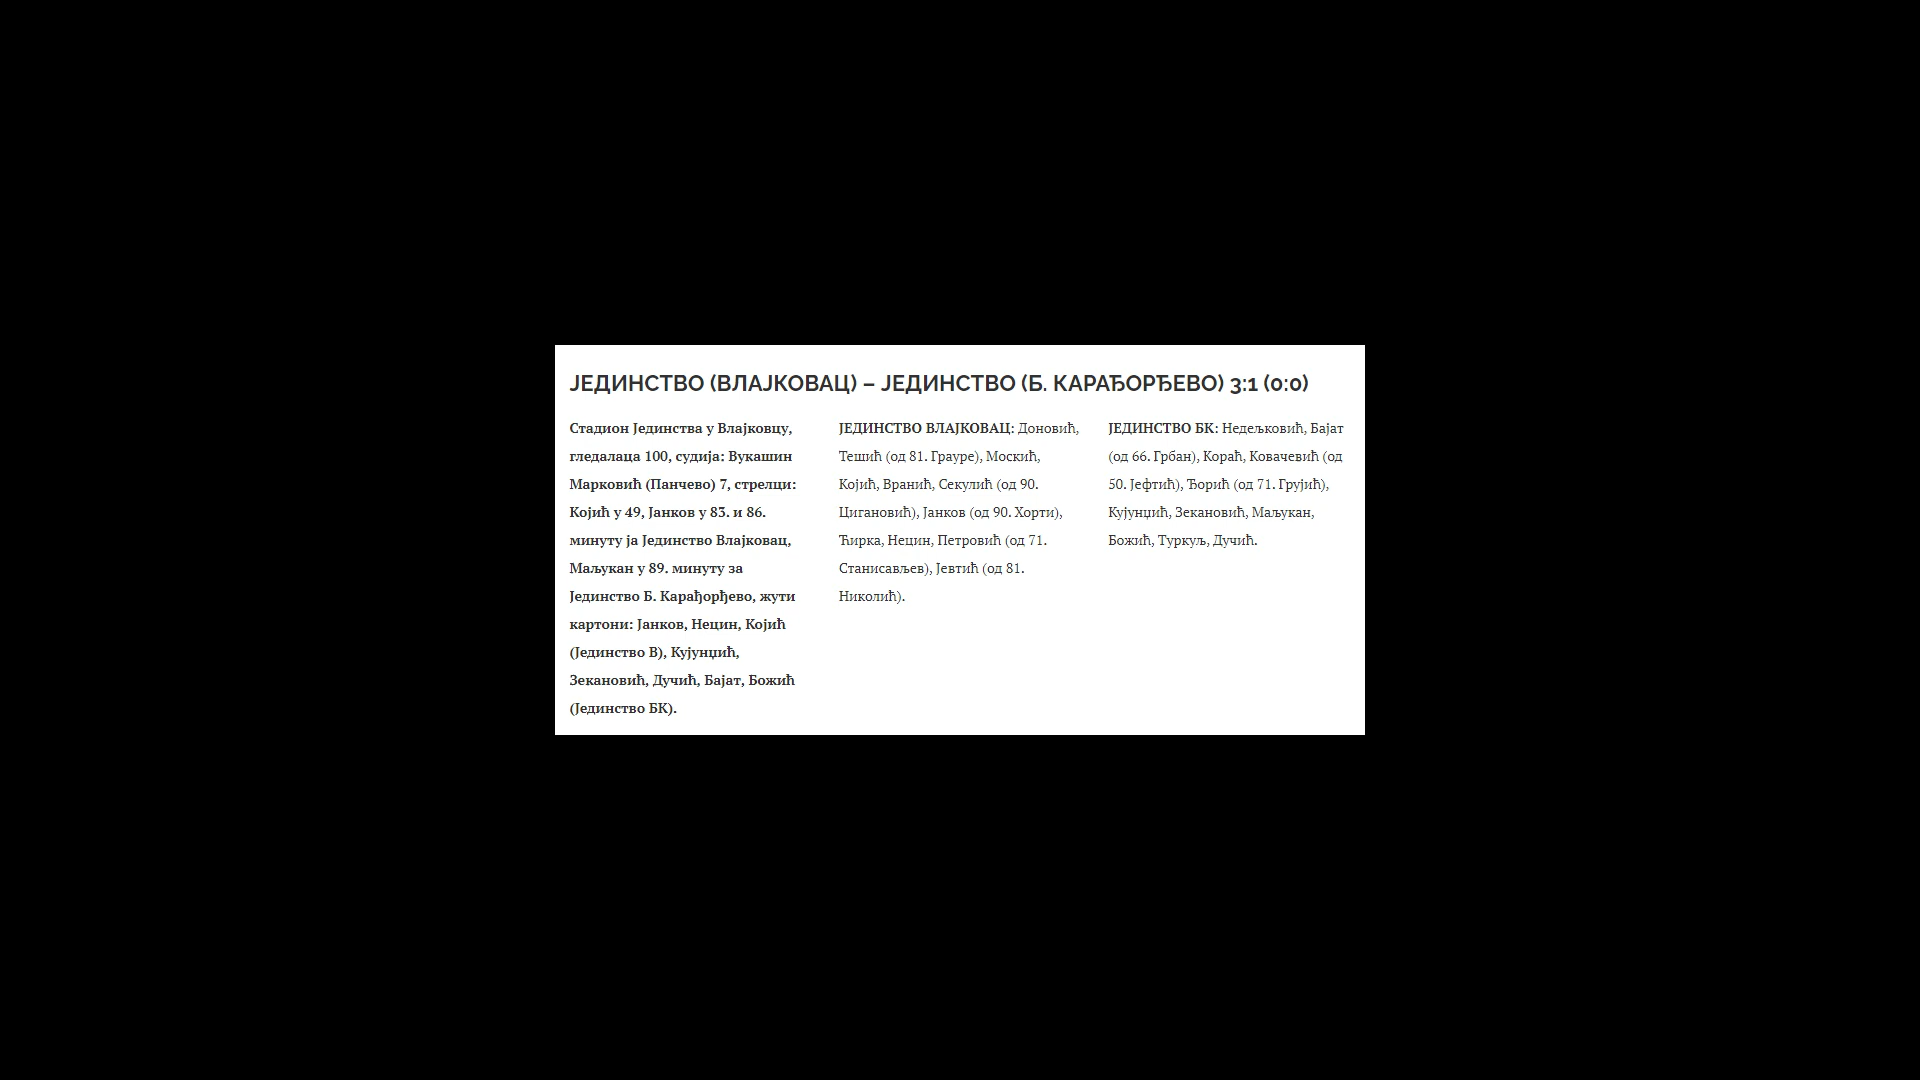 ЈЕДИНСТВО (ВЛАЈКОВАЦ) – ЈЕДИНСТВО (Б. КАРАЂОРЂЕВО) 3:1 (0:0)
Стадион Јединства у Влајковцу,
гледалаца 100, судија: Вукашин
Марковић (Панчево) 7, стрелци:
Којић у 49, Јанков у 83. и 86.
минуту ја Јединство Влајковац,
Маљукан у 89. минуту за
Јединство Б. Карађорђево, жути
картони: Јанков, Нецин, Којић
(Јединство В), Кујунџић,
Зекановић, Дучић, Бајат, Божић
(Јединство БК).
ЈЕДИНСТВО ВЛАЈКОВАЦ: Доновић,
Тешић (од 81. Грауре), Москић,
Којић, Вранић, Секулић (од 90.
Цигановић), Јанков (од 90. Хорти),
Ћирка, Нецин, Петровић (од 71.
Станисављев), Јевтић (од 81.
Николић).
ЈЕДИНСТВО БК: Недељковић, Бајат
(од 66. Грбан), Кораћ, Ковачевић (од
50. Јефтић), Ђорић (од 71. Грујић),
Кујунџић, Зекановић, Маљукан,
Божић, Туркуљ, Дучић.